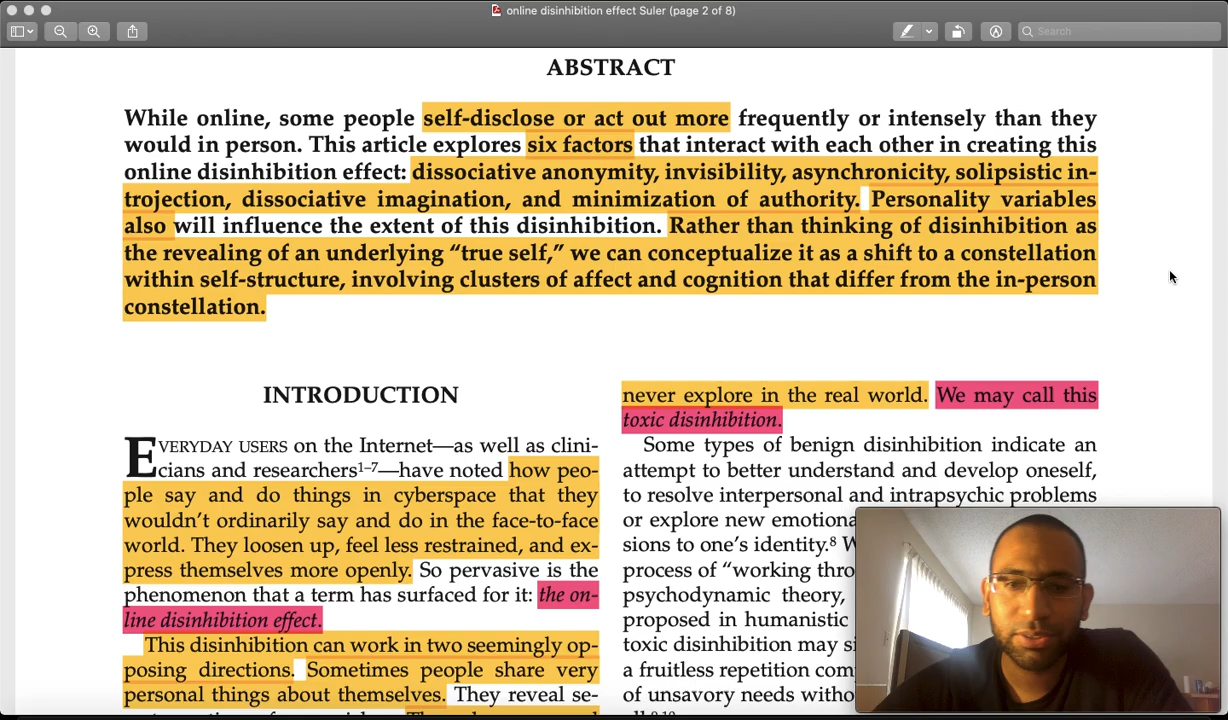 online disinhibition effect Suler (page 2 of 8)
Search
ABSTRACT
While online, some people self-disclose or act out more frequently or intensely than they
would in person. This article explores six factors that interact with each other in creating this
online disinhibition effect: dissociative anonymity, invisibility, asynchronicity, solipsistic in-
trojection, dissociative imagination, and minimization of authority. Personality variables
also will influence the extent of this disinhibition. Rather than thinking of disinhibition as
the revealing of an underlying “true self,” we can conceptualize it as a shift to a constellation
within self-structure, involving clusters of affect and cognition that differ from the in-person
constellation.
INTRODUCTION
EVERYDAY USERS on the Internet—as well as clini-
cians and researchers1–7—have noted how peo-
ple say and do things in cyberspace that they
wouldn’t ordinarily say and do in the face-to-face
world. They loosen up, feel less restrained, and ex-
press themselves more openly. So pervasive is the
phenomenon that a term has surfaced for it: the on-
line disinhibition effect.
This disinhibition can work in two seemingly op-
posing directions. Sometimes people share very
personal things about themselves. They reveal se-
never explore in the real world. We may call this
toxic disinhibition.
Some types of benign disinhibition indicate an
attempt to better understand and develop oneself,
to resolve interpersonal and intrapsychic problems
or explore new emotiona
sions to one’s identity.8 W
process of “working thro
psychodynamic theory,
proposed in humanistic
toxic disinhibition may si
a fruitless repetition com
of unsavory needs witho